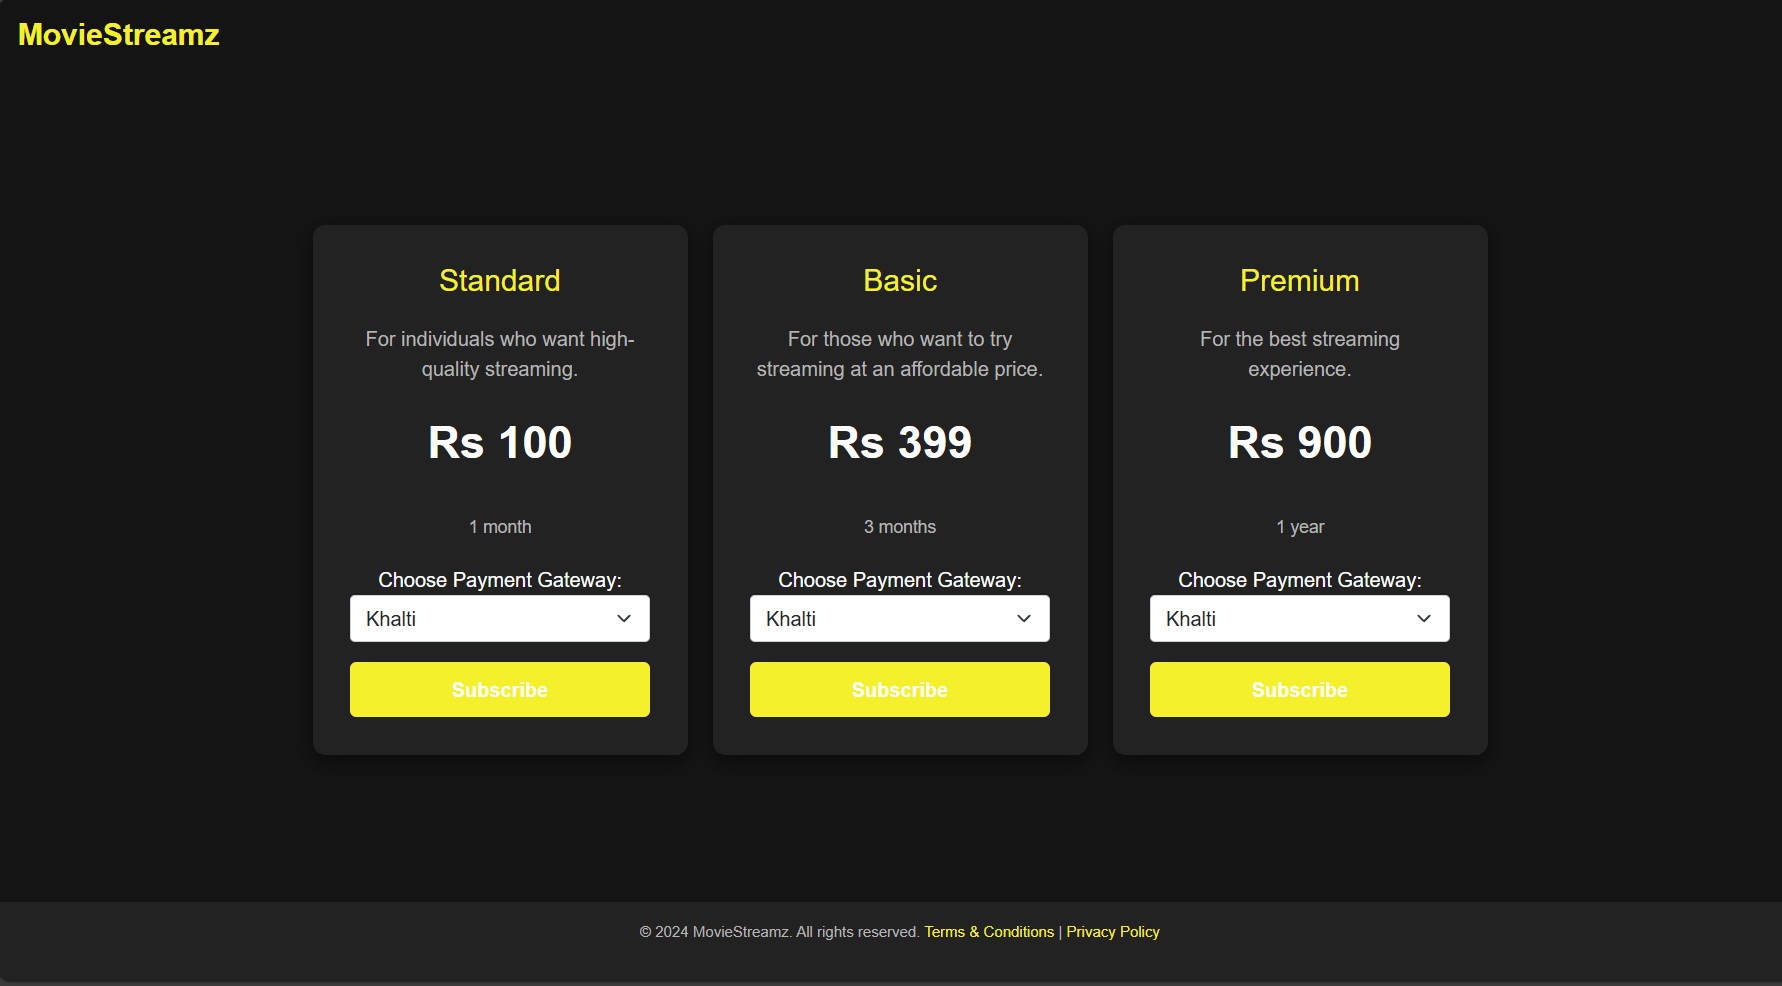 MovieStreamz
Standard
For individuals who want high-
quality streaming.
Rs 100
1 month
Choose Payment Gateway:
Khalti
Subscribe
Basic
For those who want to try
streaming at an affordable price.
Rs 399
3 months
Choose Payment Gateway:
Khalti
Subscribe
Premium
For the best streaming
experience.
Rs 900
1 year
Choose Payment Gateway:
Khalti
Subscribe
© 2024 MovieStreamz. All rights reserved. Terms & Conditions | Privacy Policy